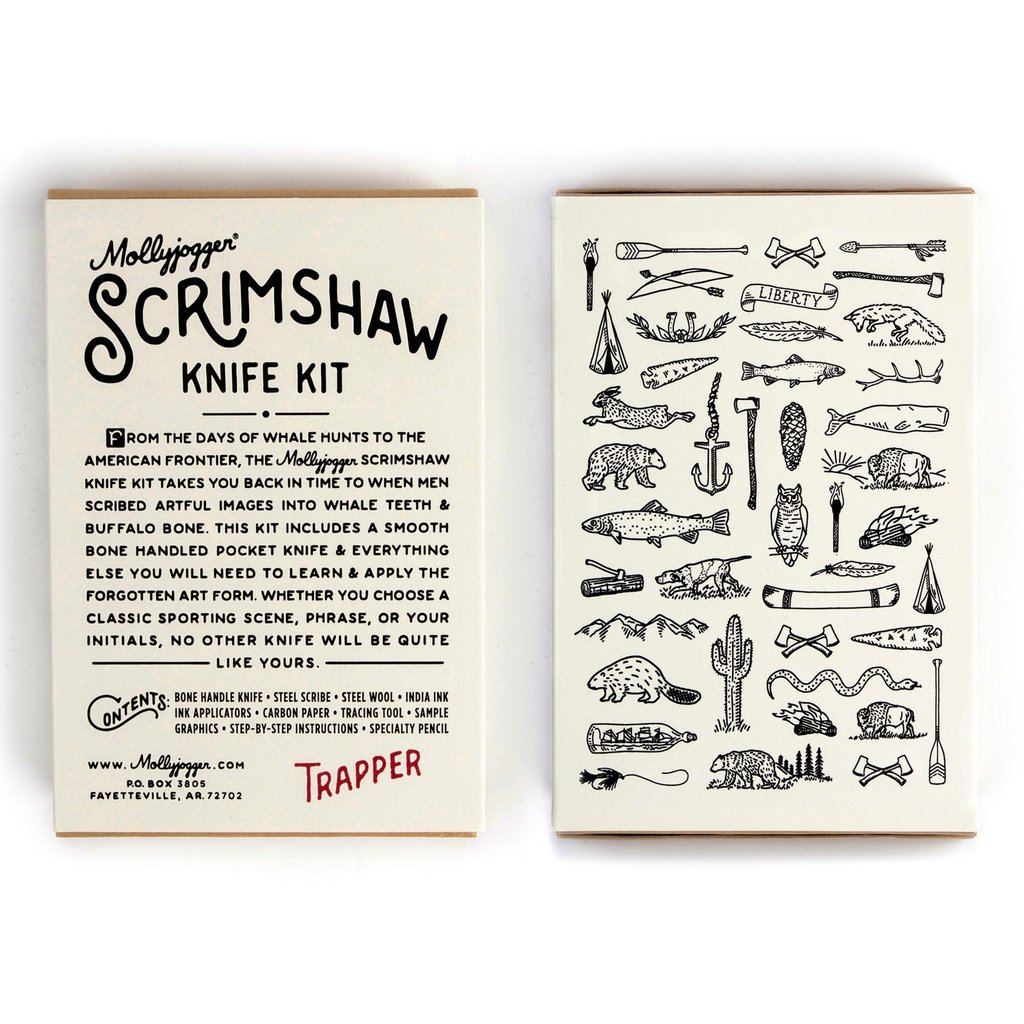 Mollyjogger®
SCRIMSHAW
KNIFE KIT
FROM THE DAYS OF WHALE HUNTS TO THE
AMERICAN FRONTIER, THE Mollyjogger SCRIMSHAW
KNIFE KIT TAKES YOU BACK IN TIME TO WHEN MEN
SCRIBED ARTFUL IMAGES INTO WHALE TEETH &
BUFFALO BONE. THIS KIT INCLUDES A SMOOTH
BONE HANDLED POCKET KNIFE & EVERYTHING
ELSE YOU WILL NEED TO LEARN & APPLY THE
FORGOTTEN ART FORM. WHETHER YOU CHOOSE A
CLASSIC SPORTING SCENE, PHRASE, OR YOUR
INITIALS, NO OTHER KNIFE WILL BE QUITE
LIKE YOURS.
CONTENTS: BONE HANDLE KNIFE • STEEL SCRIBE • STEEL WOOL • INDIA INK
INK APPLICATORS • CARBON PAPER • TRACING TOOL • SAMPLE
GRAPHICS • STEP-BY-STEP INSTRUCTIONS • SPECIALTY PENCIL
WWW. Mollyjogger .COM
P.O. BOX 3805
FAYETTEVILLE, AR. 72702
TRAPPER
LIBERTY